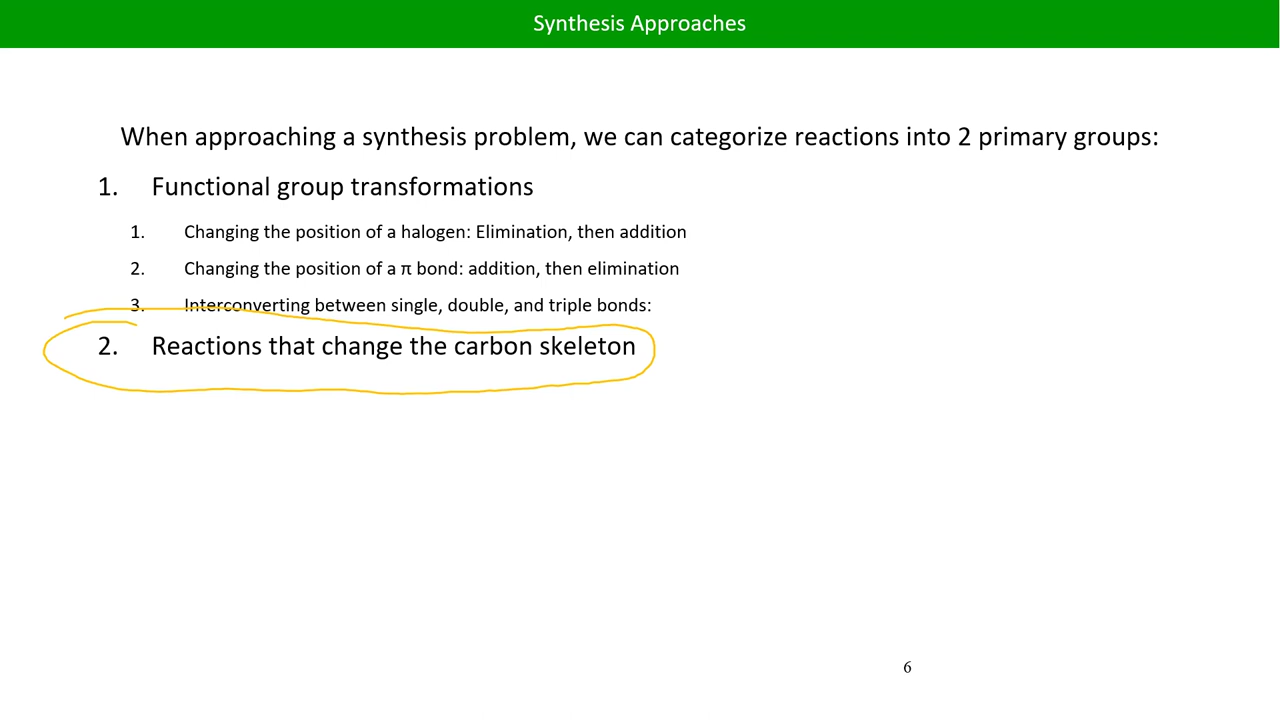 Synthesis Approaches
When approaching a synthesis problem, we can categorize reactions into 2 primary groups:
1. Functional group transformations
1. Changing the position of a halogen: Elimination, then addition
2. Changing the position of a π bond: addition, then elimination
3. Interconverting between single, double, and triple bonds:
2. Reactions that change the carbon skeleton
6